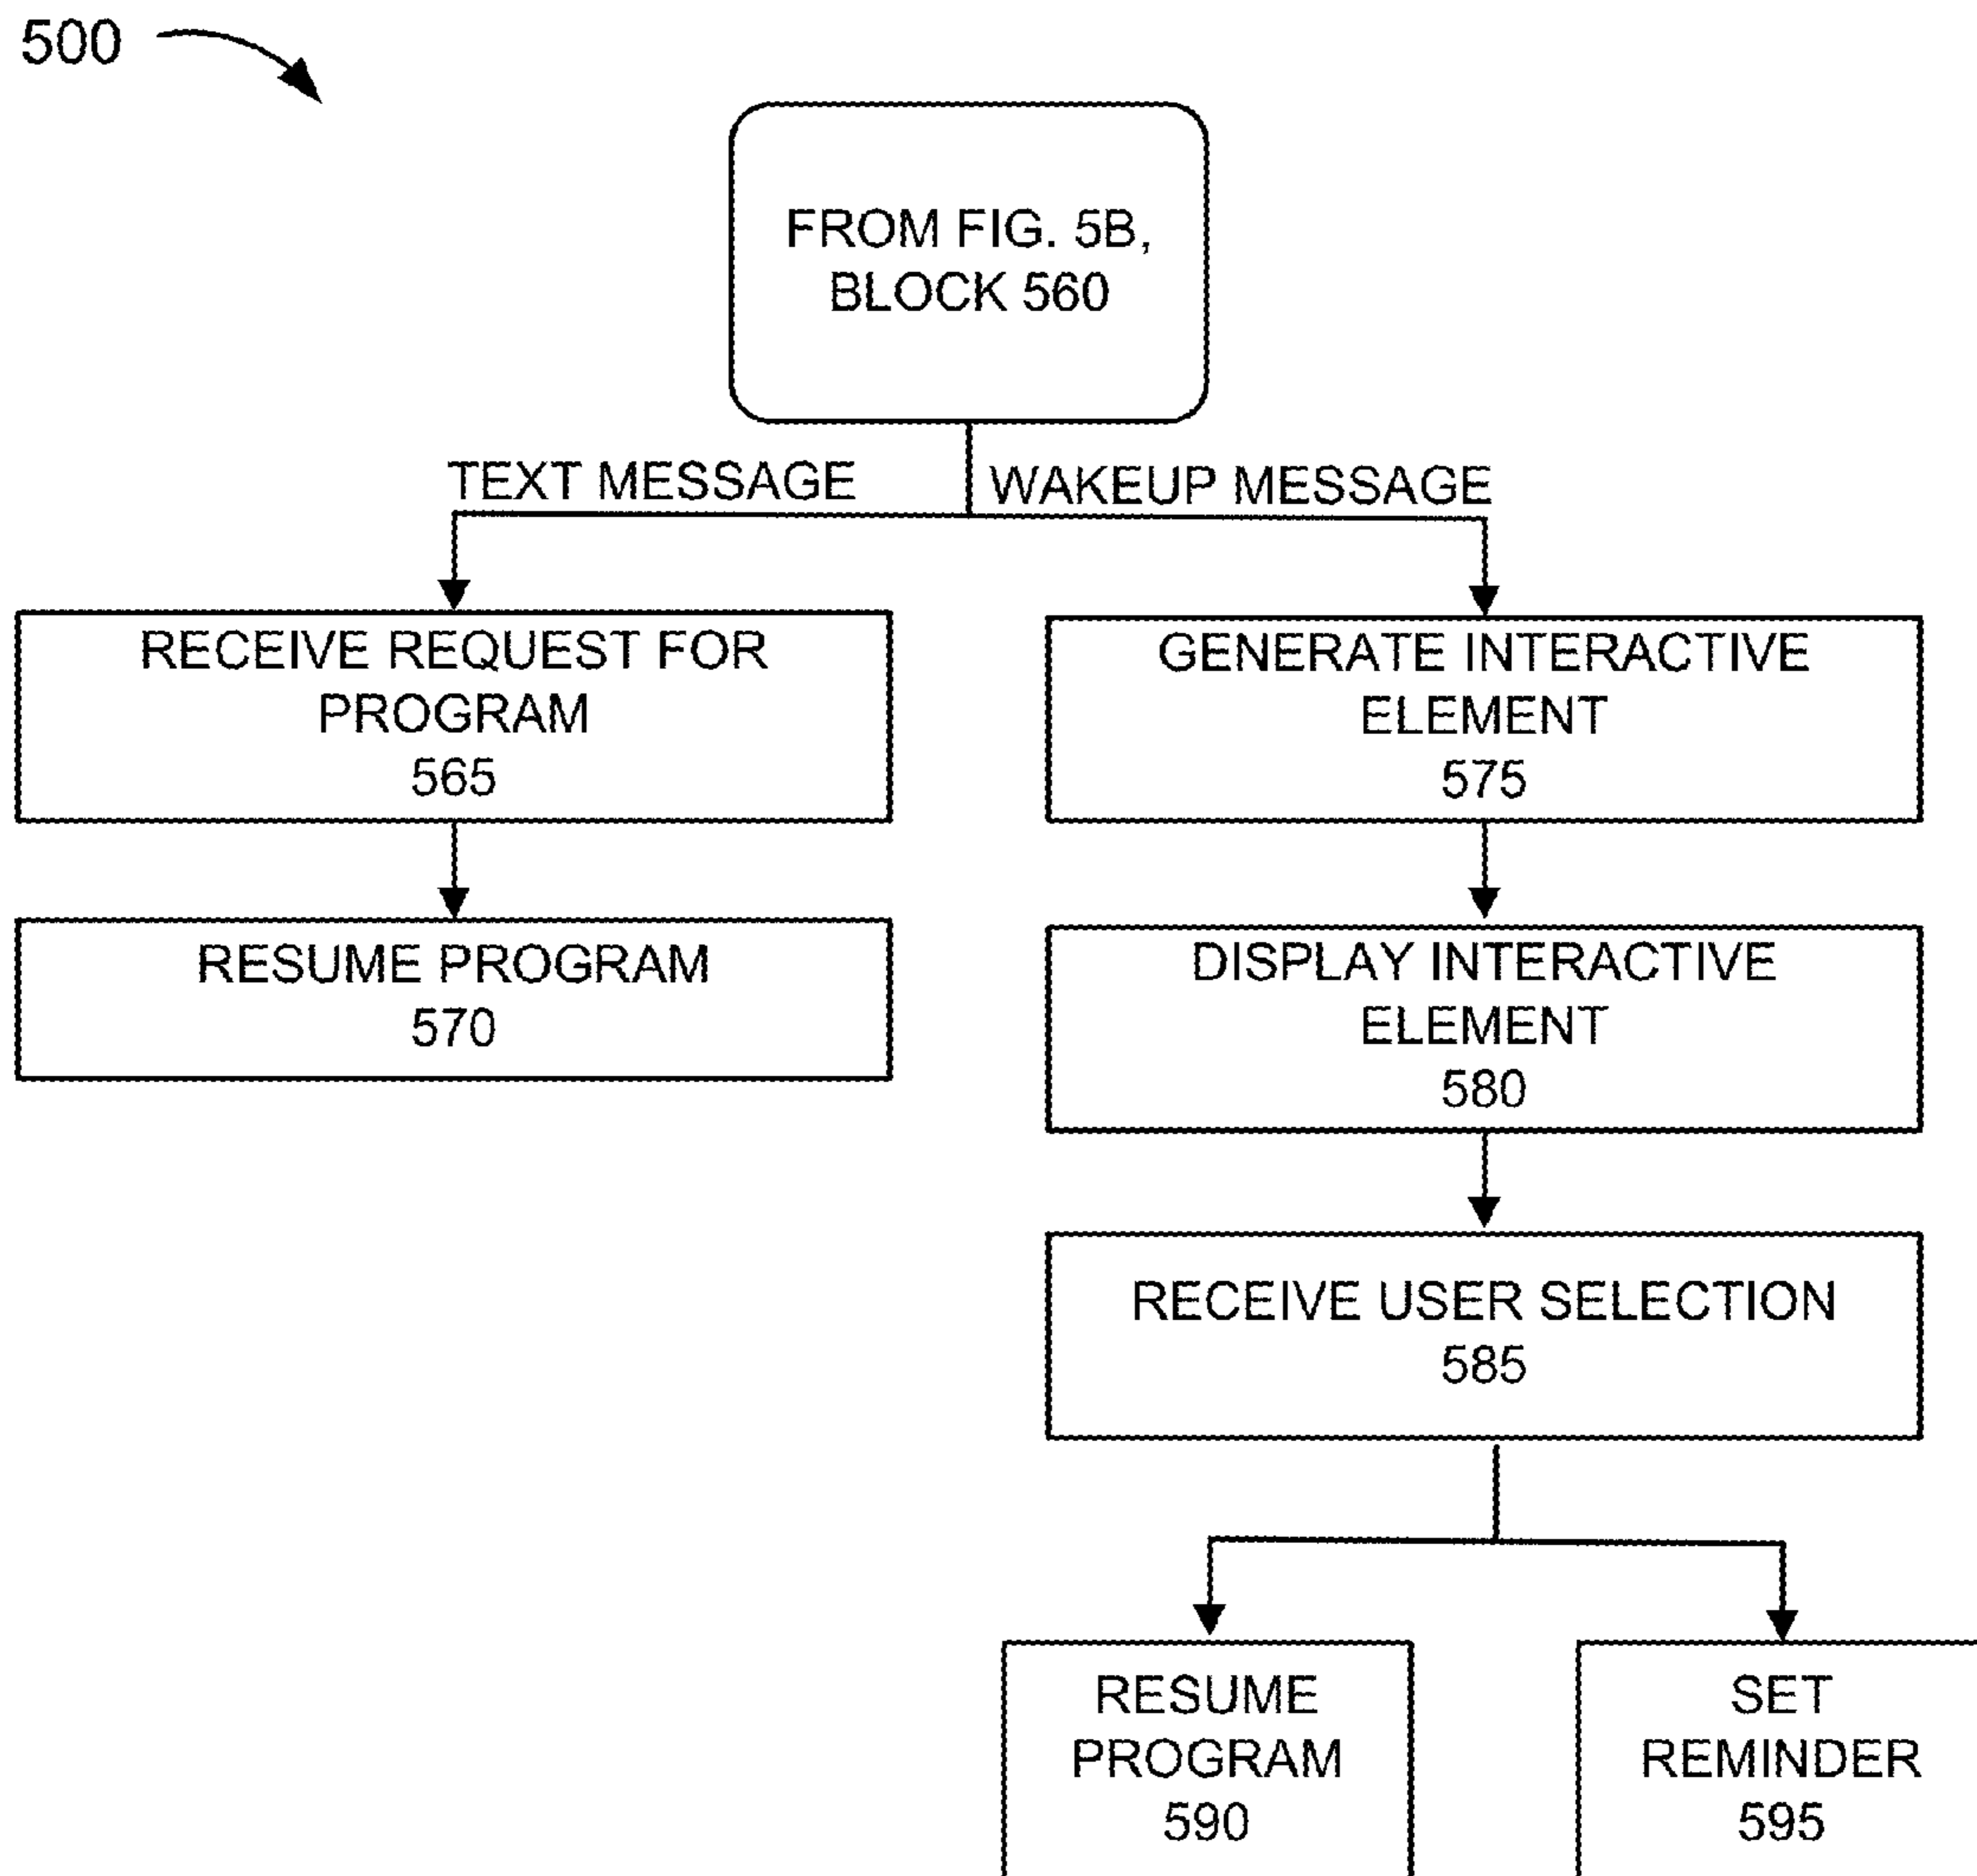 500
FROM FIG. 5B,
BLOCK 560
TEXT MESSAGE
WAKEUP MESSAGE
RECEIVE REQUEST FOR
PROGRAM
565
RESUME PROGRAM
570
GENERATE INTERACTIVE
ELEMENT
575
DISPLAY INTERACTIVE
ELEMENT
580
RECEIVE USER SELECTION
585
RESUME
PROGRAM
590
SET
REMINDER
595